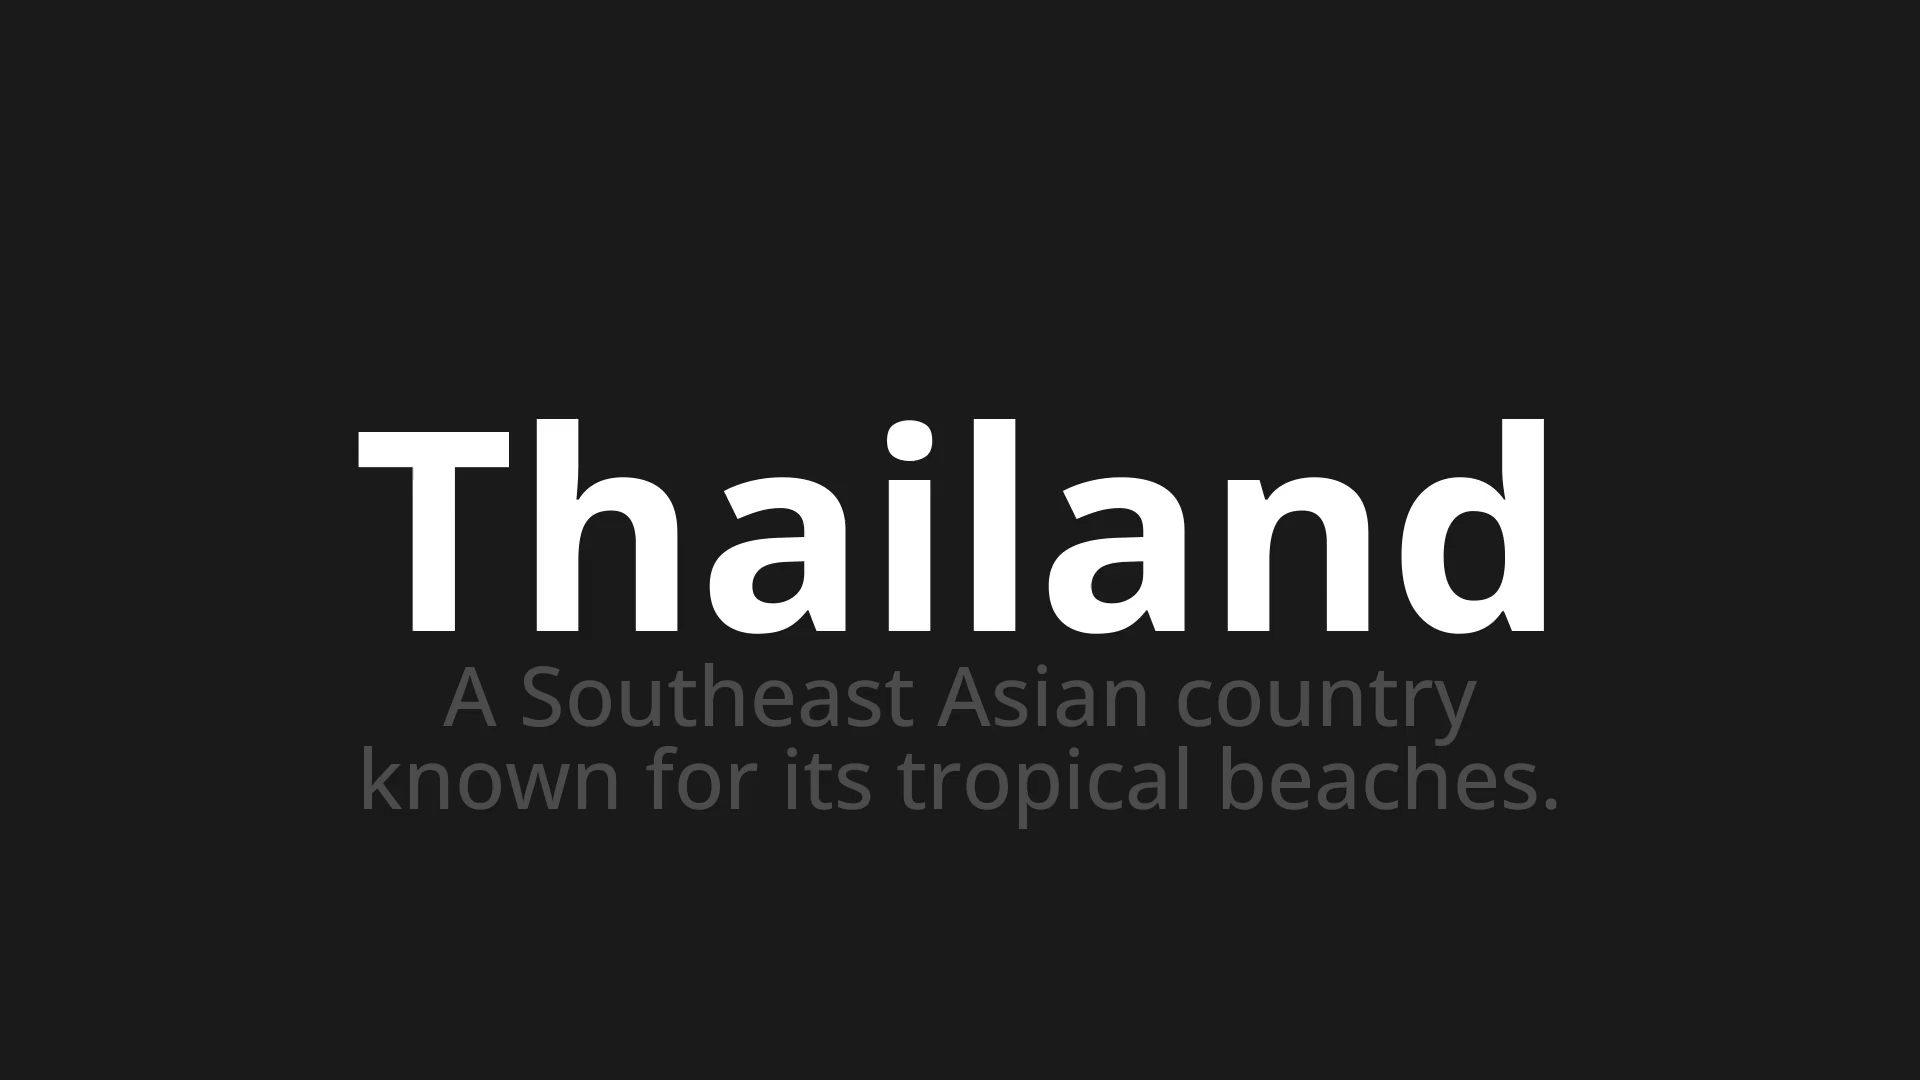 Thailand
A Southeast Asian country
known for its tropical beaches.